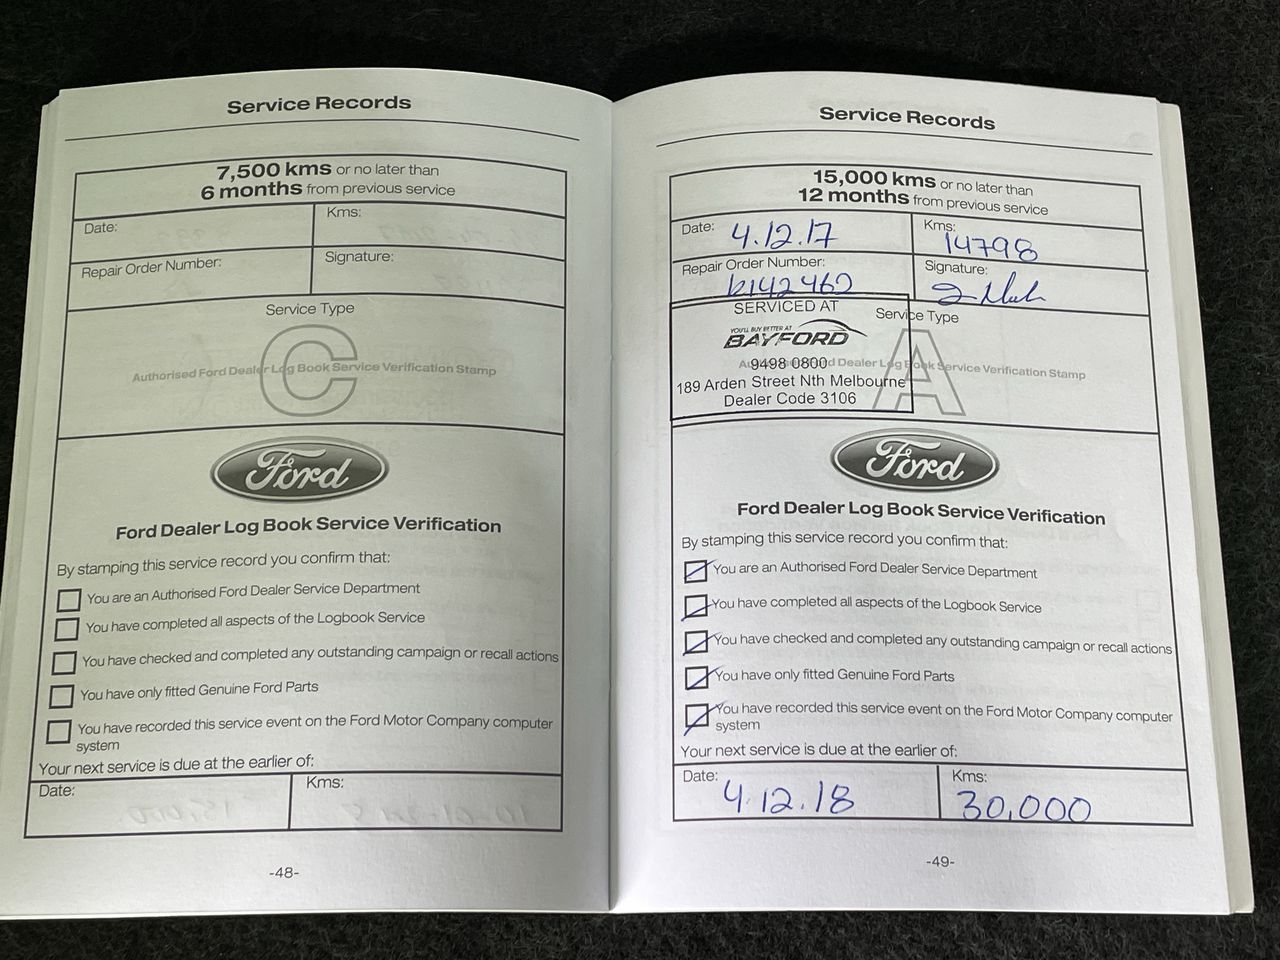 Service Records
7,500 kms or no later than
6 months from previous service
Date:
Kms:
Repair Order Number:
Signature:
Service Type
C
Authorised Ford Dealer Log Book Service Verification Stamp
Ford
Ford Dealer Log Book Service Verification
By stamping this service record you confirm that:
You are an Authorised Ford Dealer Service Department
You have completed all aspects of the Logbook Service
You have checked and completed any outstanding campaign or recall actions
You have only fitted Genuine Ford Parts
You have recorded this service event on the Ford Motor Company computer
system
Your next service is due at the earlier of:
Date:
Kms:
-48-
Service Records
15,000 kms or no later than
12 months from previous service
Date: 4.12.17
Kms: 14798
Repair Order Number:
Signature:
SERVICED AT
Service Type
YOU'LL BUY BETTER AT
BAYFORD
A
9498 0800
Dealer Log Book Service Verification Stamp
189 Arden Street Nth Melbourne
Dealer Code 3106
Ford
Ford Dealer Log Book Service Verification
By stamping this service record you confirm that:
You are an Authorised Ford Dealer Service Department
You have completed all aspects of the Logbook Service
You have checked and completed any outstanding campaign or recall actions
You have only fitted Genuine Ford Parts
You have recorded this service event on the Ford Motor Company computer
system
Your next service is due at the earlier of:
Date: 4.12.18
Kms: 30,000
-49-